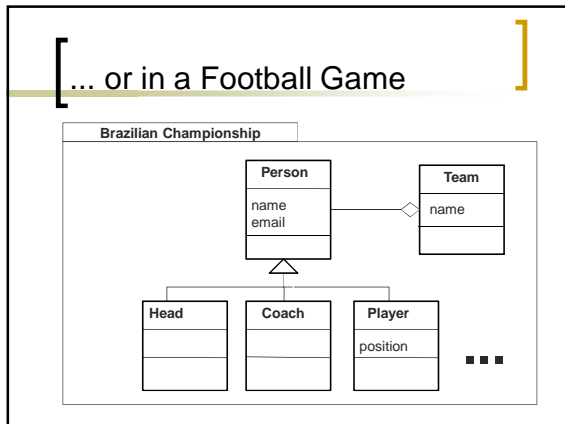 ... or in a Football Game
Brazilian Championship
Person
name
email
Team
name
Head
Coach
Player
position
...